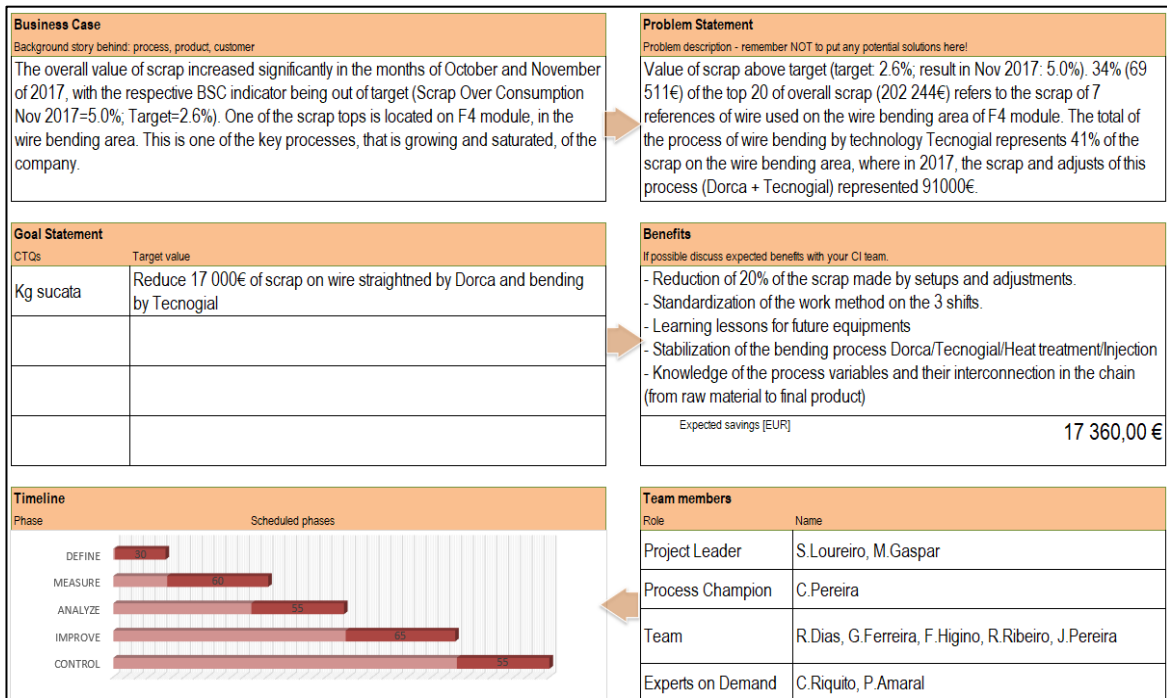 Business Case
Background story behind: process, product, customer
The overall value of scrap increased significantly in the months of October and November
of 2017, with the respective BSC indicator being out of target (Scrap Over Consumption
Nov 2017=5.0%; Target=2.6%). One of the scrap tops is located on F4 module, in the
wire bending area. This is one of the key processes, that is growing and saturated, of the
company.
Problem Statement
Problem description - remember NOT to put any potential solutions here!
Value of scrap above target (target: 2.6%; result in Nov 2017: 5.0%). 34% (69
511€) of the top 20 of overall scrap (202 244€) refers to the scrap of 7
references of wire used on the wire bending area of F4 module. The total of
the process of wire bending by technology Tecnogial represents 41% of the
scrap on the wire bending area, where in 2017, the scrap and adjusts of this
process (Dorca + Tecnogial) represented 91000€.
Goal Statement
CTQs Target value
Kg sucata
Reduce 17 000€ of scrap on wire straightned by Dorca and bending
by Tecnogial
Benefits
If possible discuss expected benefits with your CI team.
- Reduction of 20% of the scrap made by setups and adjustments.
- Standardization of the work method on the 3 shifts.
- Learning lessons for future equipments
- Stabilization of the bending process Dorca/Tecnogial/Heat treatment/Injection
- Knowledge of the process variables and their interconnection in the chain
(from raw material to final product)
Expected savings [EUR] 17 360,00 €
Timeline
Phase Scheduled phases
DEFINE 30
MEASURE 60
ANALYZE 55
IMPROVE 65
CONTROL 55
Team members
Role Name
Project Leader S.Loureiro, M.Gaspar
Process Champion C.Pereira
Team R.Dias, G.Ferreira, F.Higino, R.Ribeiro, J.Pereira
Experts on Demand C.Riquito, P.Amaral